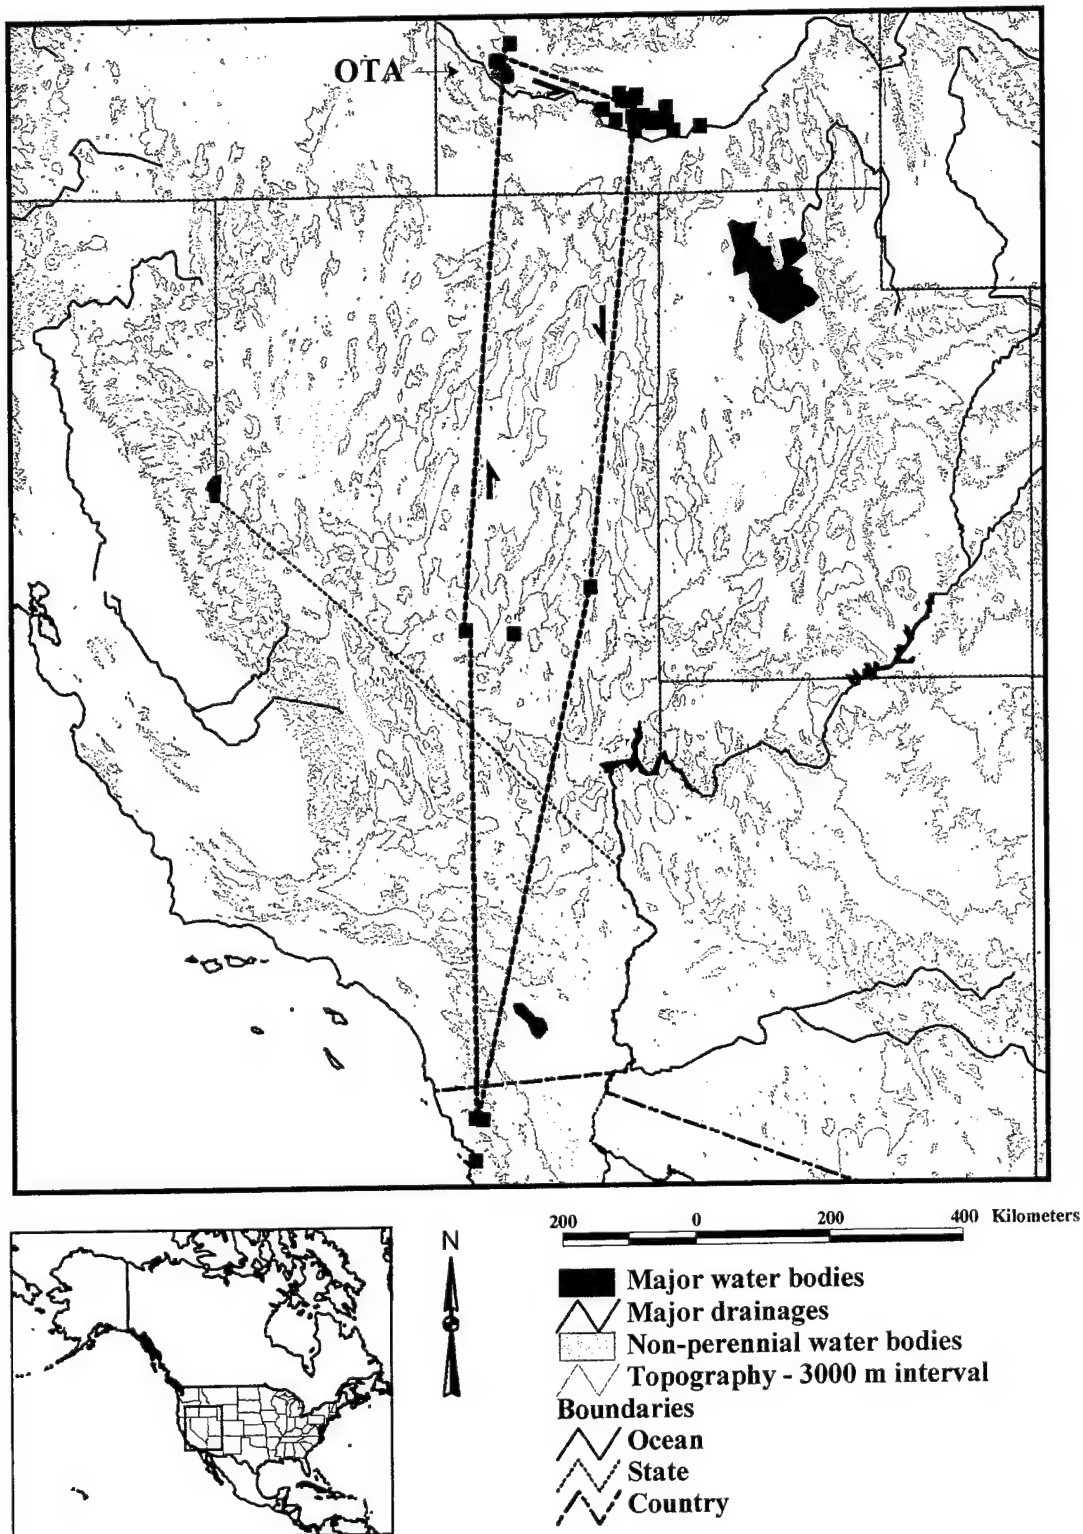 OTA
200 0 200 400 Kilometers
N
Major water bodies
Major drainages
Non-perennial water bodies
Topography - 3000 m interval
Boundaries
Ocean
State
Country